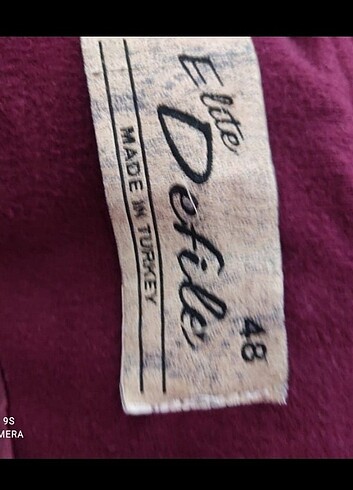 Elite
Defile
MADE IN TURKEY
48
9S
MERA